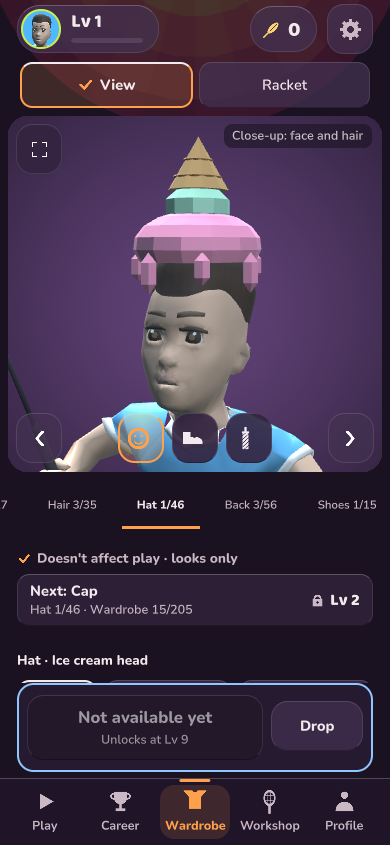 Lv 1
0
View
Racket
Close-up: face and hair
7
Hair 3/35
Hat 1/46
Back 3/56
Shoes 1/15
Doesn't affect play · looks only
Next: Cap
Hat 1/46 · Wardrobe 15/205
Lv 2
Hat · Ice cream head
Not available yet
Unlocks at Lv 9
Drop
Play
Career
Wardrobe
Workshop
Profile